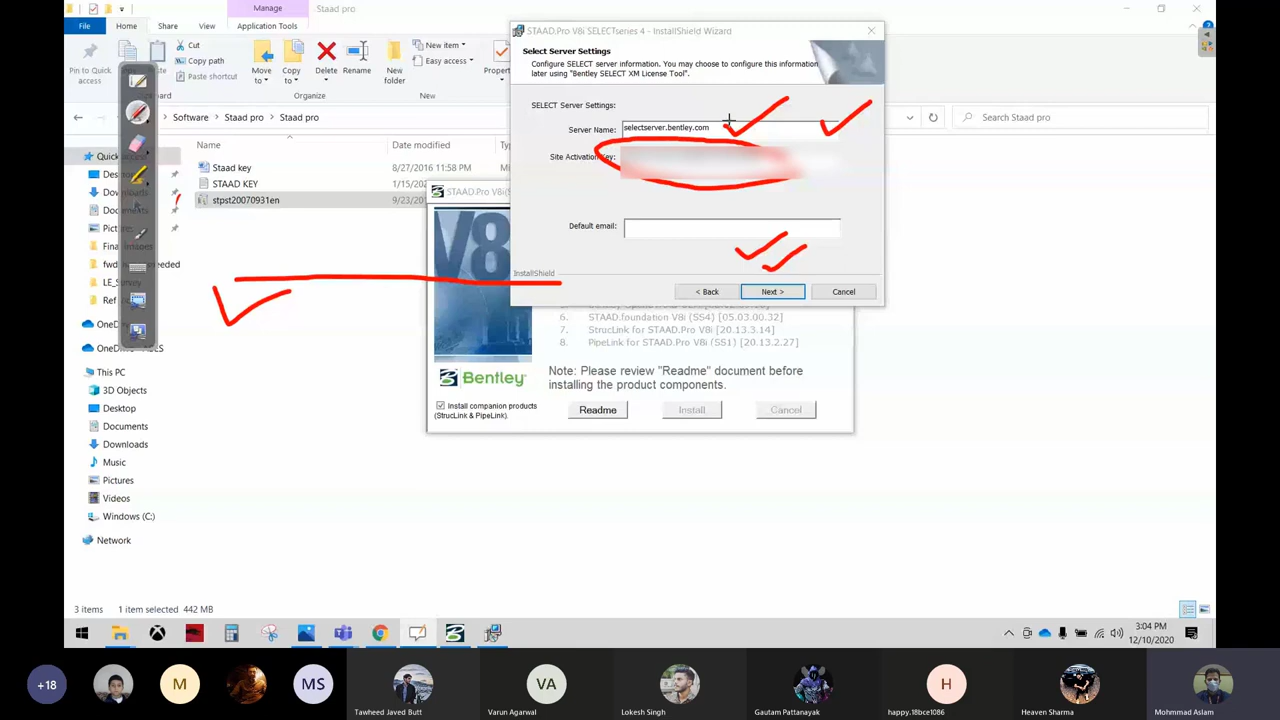 Manage
Staad pro
File
Home
Share
View
Application Tools
Pin to Quick access
Cut
Copy path
Paste shortcut
Move to
Copy to
Delete
Rename
New folder
New item
Easy access
Organize
New
Software > Staad pro > Staad pro
Search Staad pro
Name
Date modified
Staad key
8/27/2016 11:58 PM
STAAD KEY
stpst20070931en
OneDrive
This PC
3D Objects
Desktop
Documents
Downloads
Music
Pictures
Videos
Windows (C:)
Network
3 items
1 item selected 442 MB
STAAD.Pro V8i SELECTseries 4 - InstallShield Wizard
Select Server Settings
Configure SELECT server information. You may choose to configure this information
later using "Bentley SELECT XM License Tool".
SELECT Server Settings:
Server Name:
selectserver.bentley.com
Site Activation Key:
Default email:
InstallShield
< Back
Next >
Cancel
STAAD.Pro V8i(S
V8
6. STAAD.foundation V8i (SS4) [05.03.00.32]
7. StrucLink for STAAD.Pro V8i [20.13.3.14]
8. PipeLink for STAAD.Pro V8i (SS1) [20.13.2.27]
Bentley
Note: Please review "Readme" document before
installing the product components.
Install companion products
(StrucLink & PipeLink).
Readme
Install
Cancel
3:04 PM
12/10/2020
+18
M
MS
VA
H
Tawheed Javed Butt
Varun Agarwal
Lokesh Singh
Gautam Pattanayak
happy.18bce1086
Heaven Sharma
Mohmmad Aslam